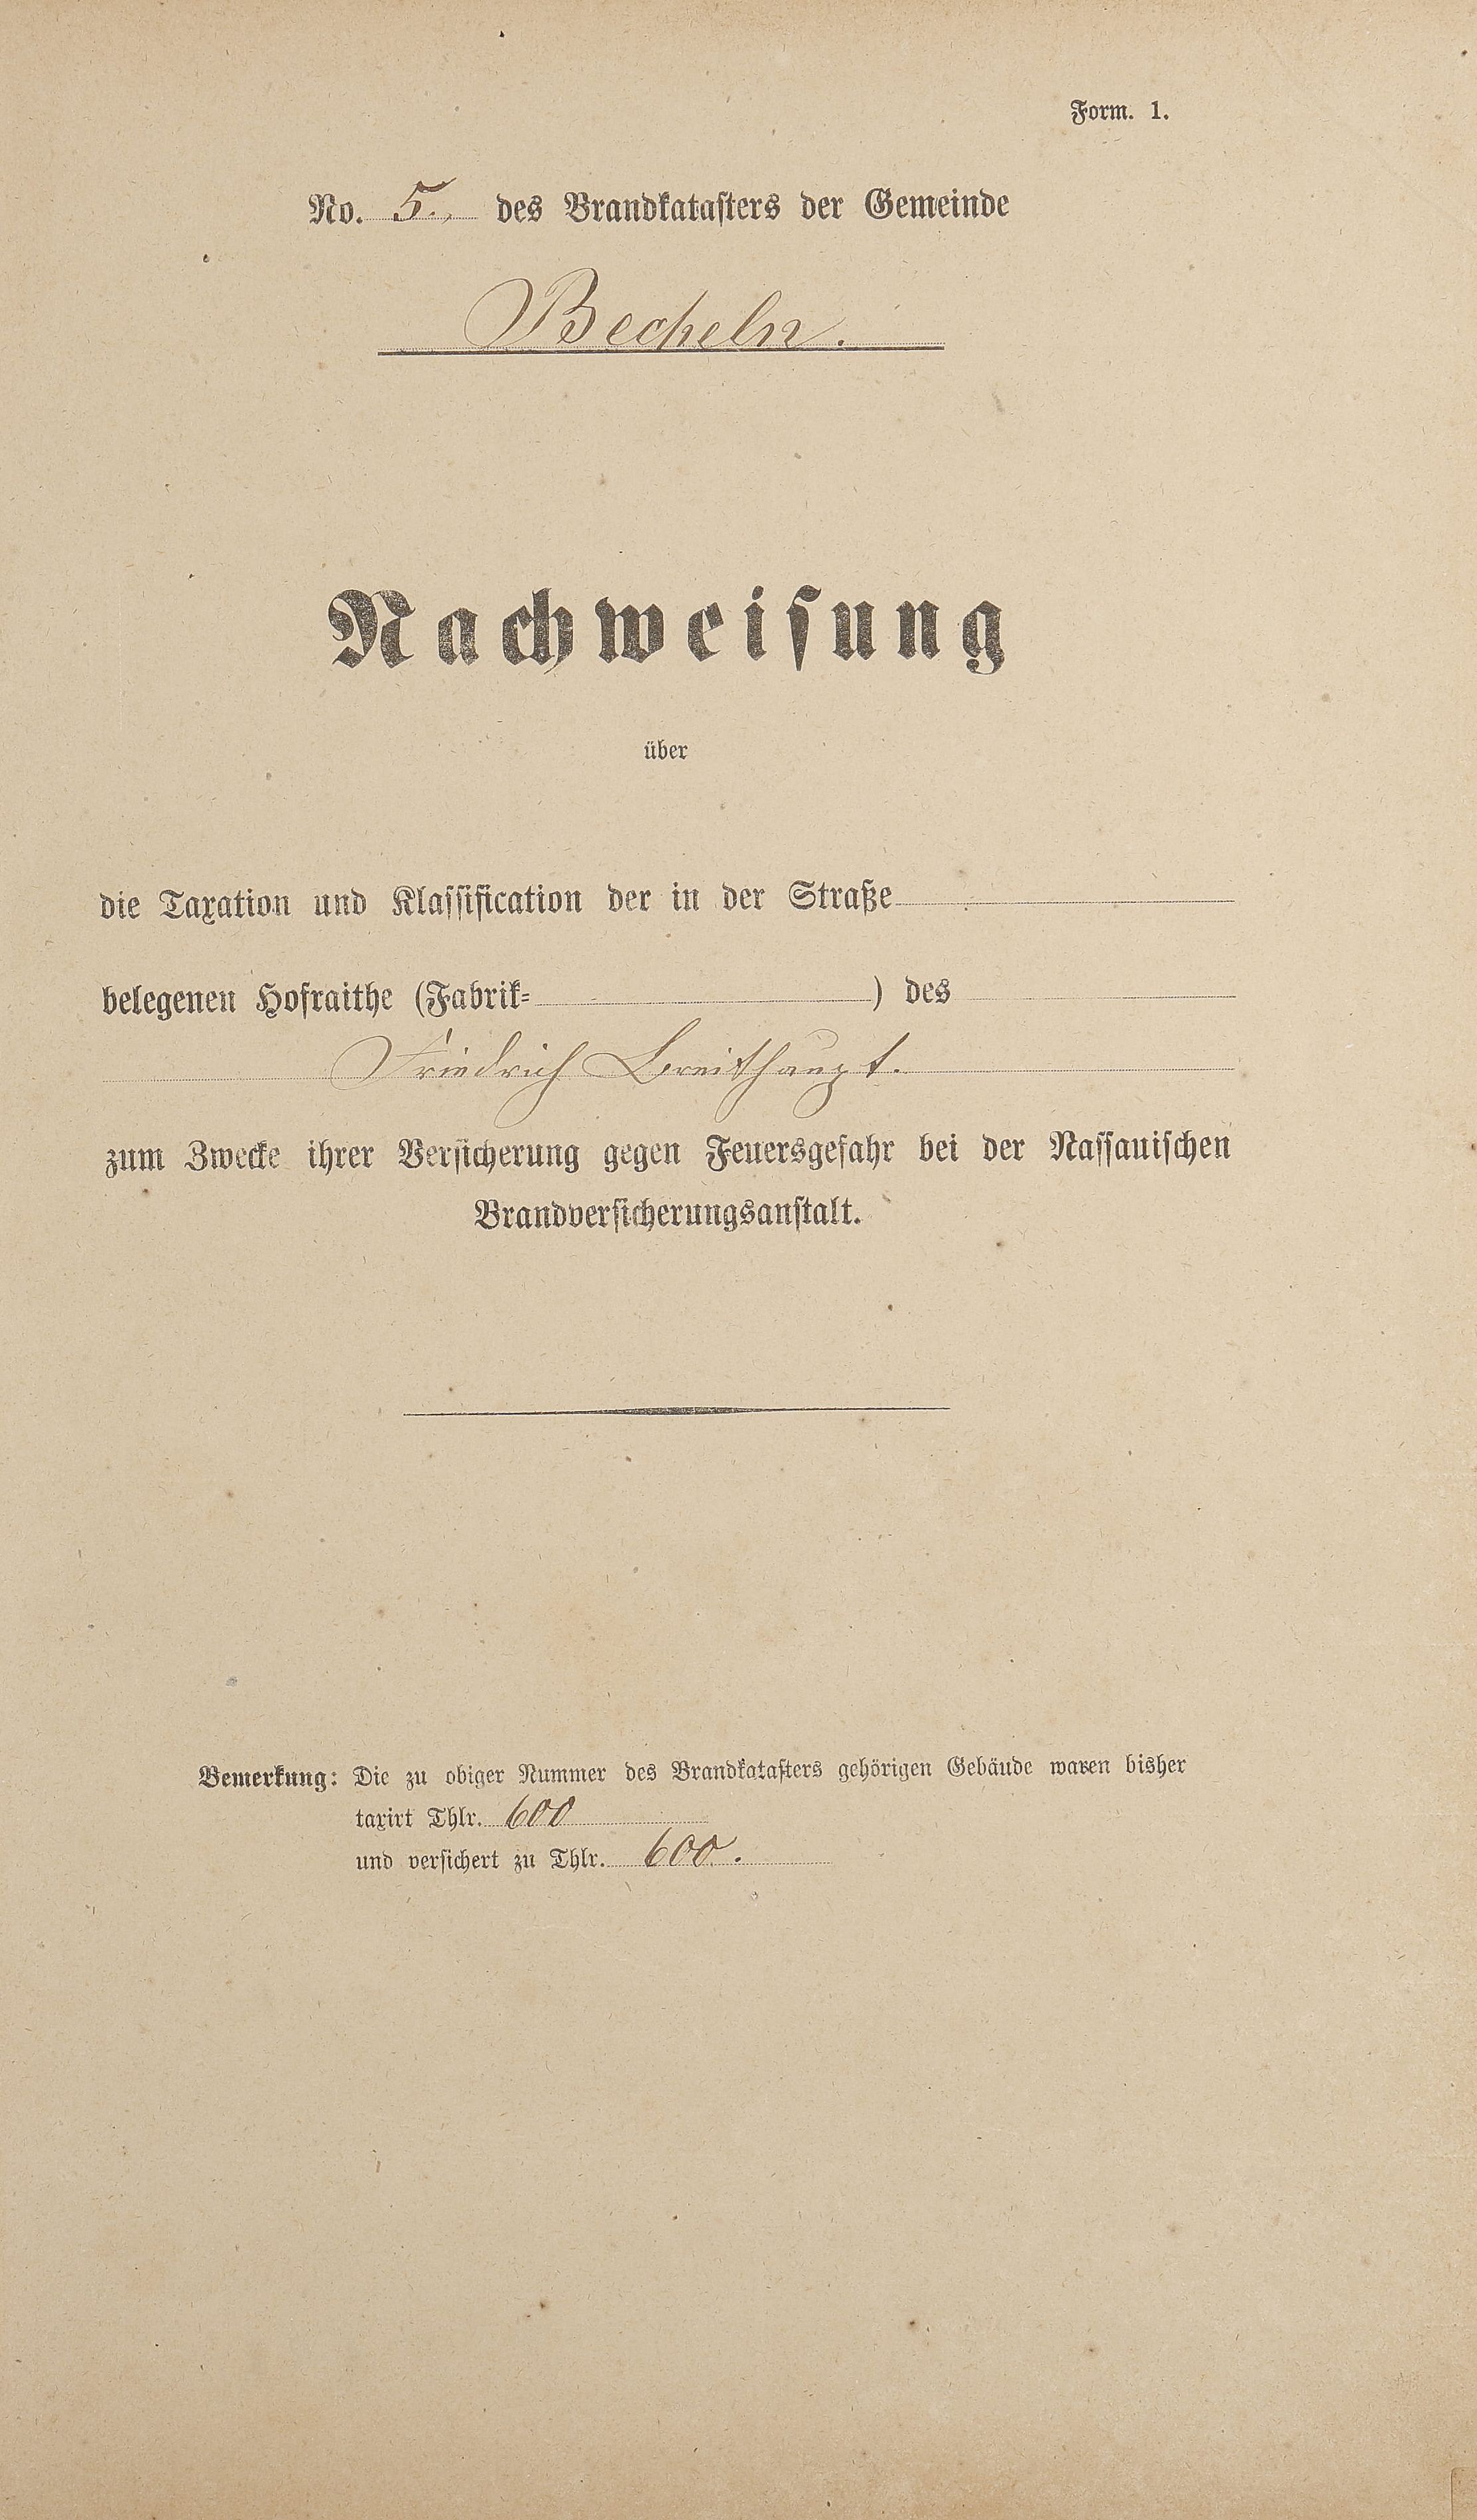 Form. 1.
No. 5. des Brandkatasters der Gemeinde
Becheln.
Nachweisung
über
die Taxation und Klassification der in der Straße
belegenen Hofraithe (Fabrik- ) des
Friedrich Breithaupt.
zum Zwecke ihrer Versicherung gegen Feuersgefahr bei der Nassauischen
Brandversicherungsanstalt.
Bemerkung: Die zu obiger Nummer des Brandkatasters gehörigen Gebäude waren bisher
taxirt Thlr. 600
und versichert zu Thlr. 600.